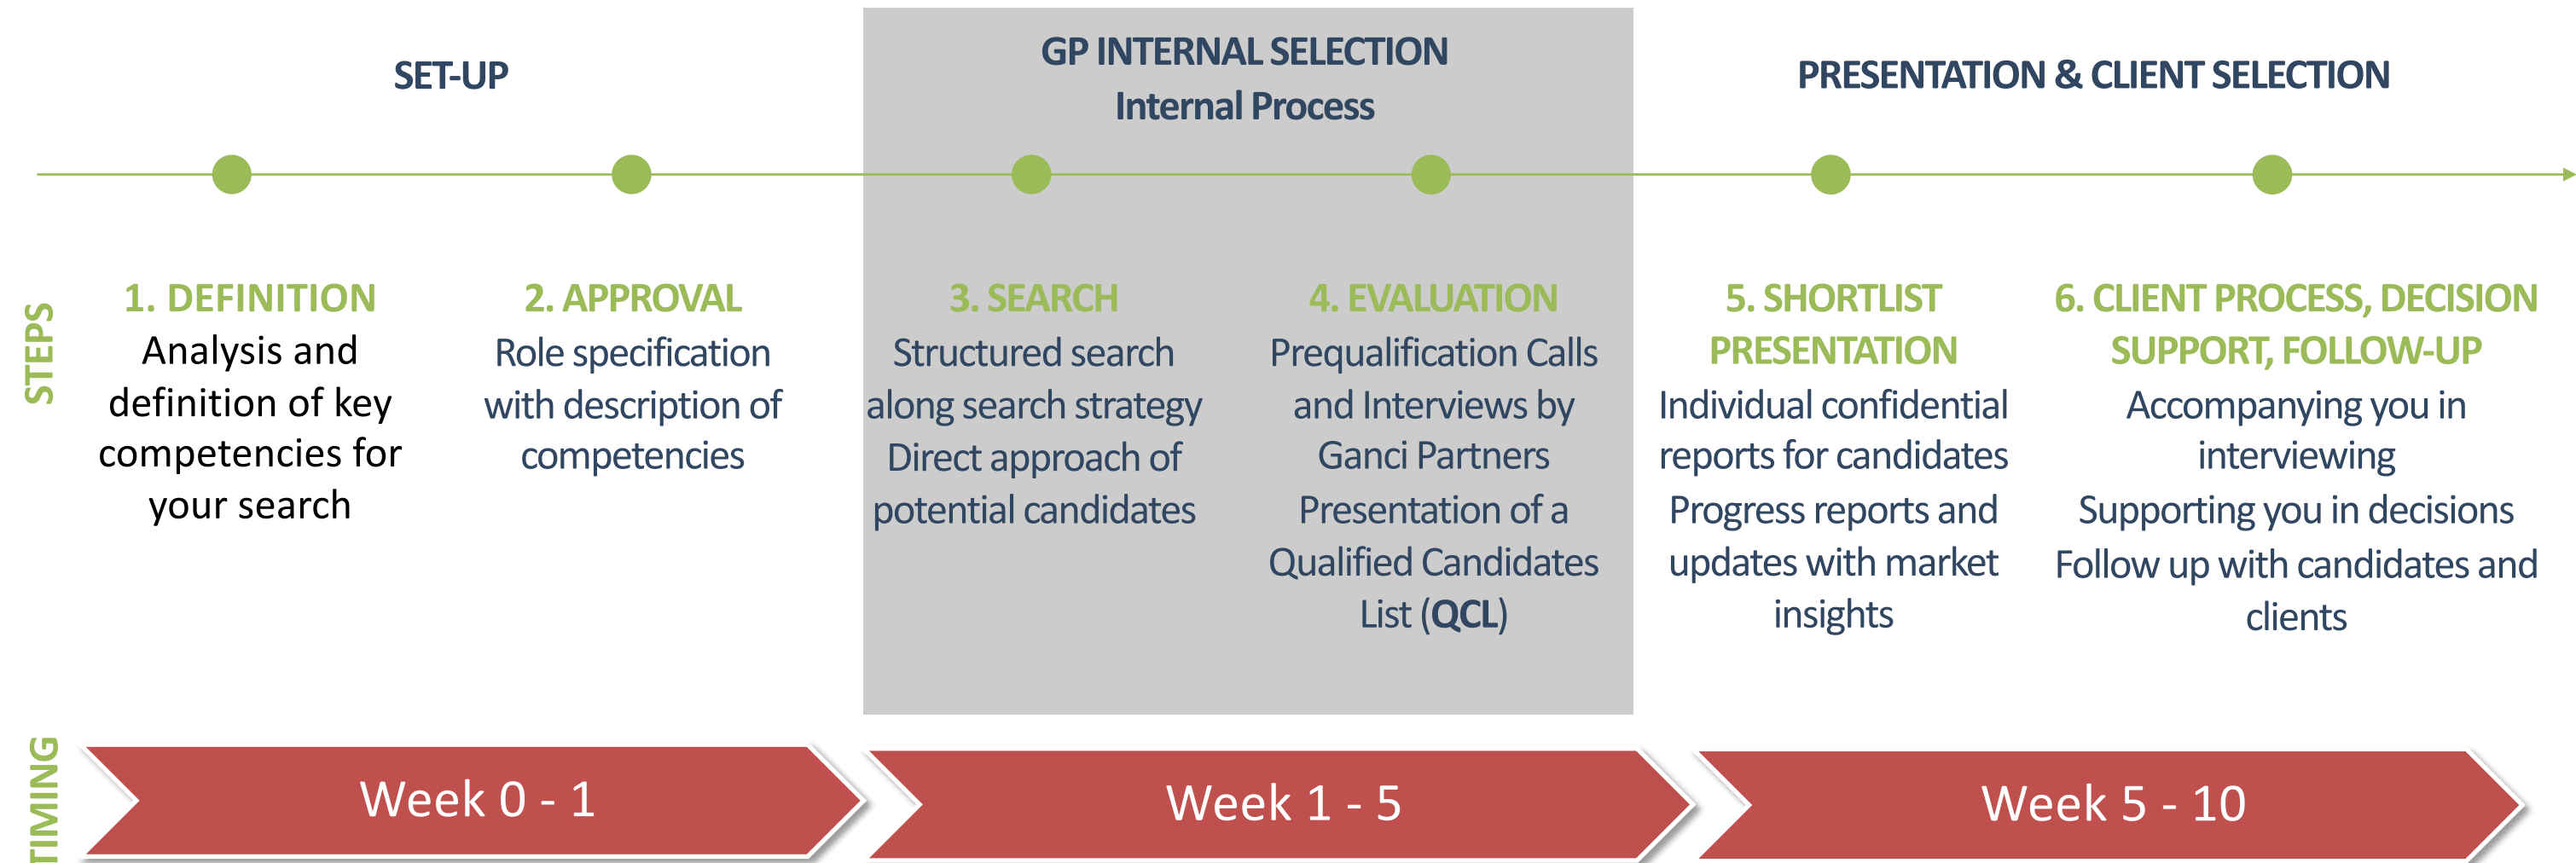 SET-UP
GP INTERNAL SELECTION
Internal Process
PRESENTATION & CLIENT SELECTION
STEPS
1. DEFINITION
Analysis and
definition of key
competencies for
your search
2. APPROVAL
Role specification
with description of
competencies
3. SEARCH
Structured search
along search strategy
Direct approach of
potential candidates
4. EVALUATION
Prequalification Calls
and Interviews by
Ganci Partners
Presentation of a
Qualified Candidates
List (QCL)
5. SHORTLIST
PRESENTATION
Individual confidential
reports for candidates
Progress reports and
updates with market
insights
6. CLIENT PROCESS, DECISION
SUPPORT, FOLLOW-UP
Accompanying you in
interviewing
Supporting you in decisions
Follow up with candidates and
clients
TIMING
Week 0 - 1
Week 1 - 5
Week 5 - 10